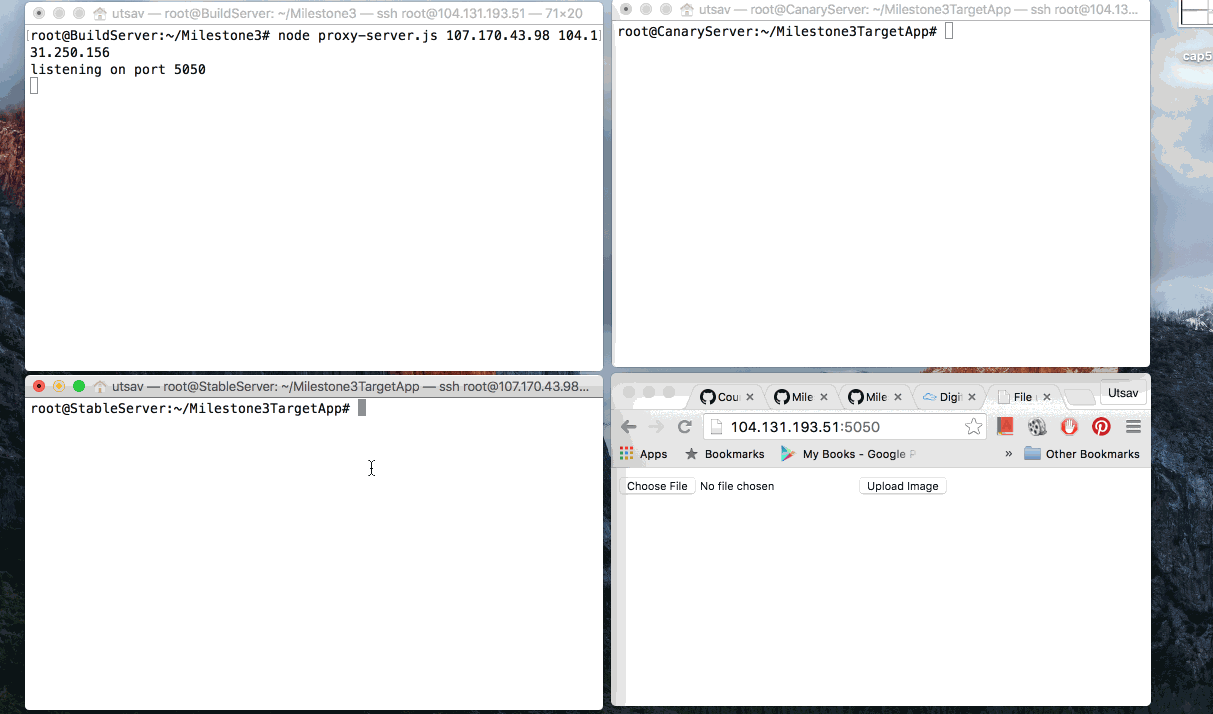 utsav — root@BuildServer: ~/Milestone3 — ssh root@104.131.193.51 — 71×20
[root@BuildServer:~/Milestone3# node proxy-server.js 107.170.43.98 104.1]
31.250.156
listening on port 5050
utsav — root@CanaryServer: ~/Milestone3TargetApp — ssh root@104.13...
root@CanaryServer:~/Milestone3TargetApp#
cap5
utsav — root@StableServer: ~/Milestone3TargetApp — ssh root@107.170.43.98...
root@StableServer:~/Milestone3TargetApp#
Cou Mile Mile Digi File Utsav
104.131.193.51:5050
Apps Bookmarks My Books - Google P » Other Bookmarks
Choose File No file chosen Upload Image